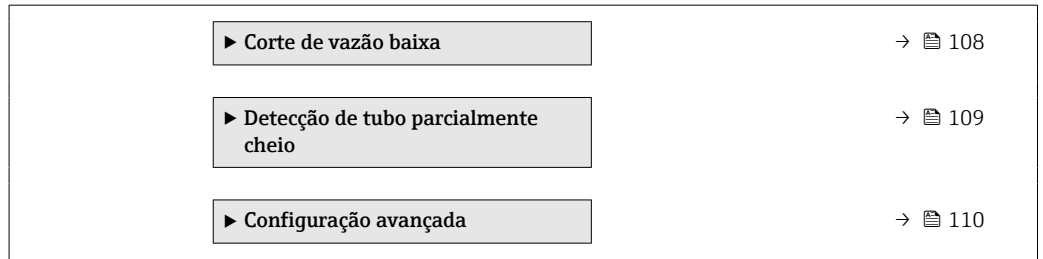 ▶ Corte de vazão baixa → 108
▶ Detecção de tubo parcialmente → 109
cheio
▶ Configuração avançada → 110